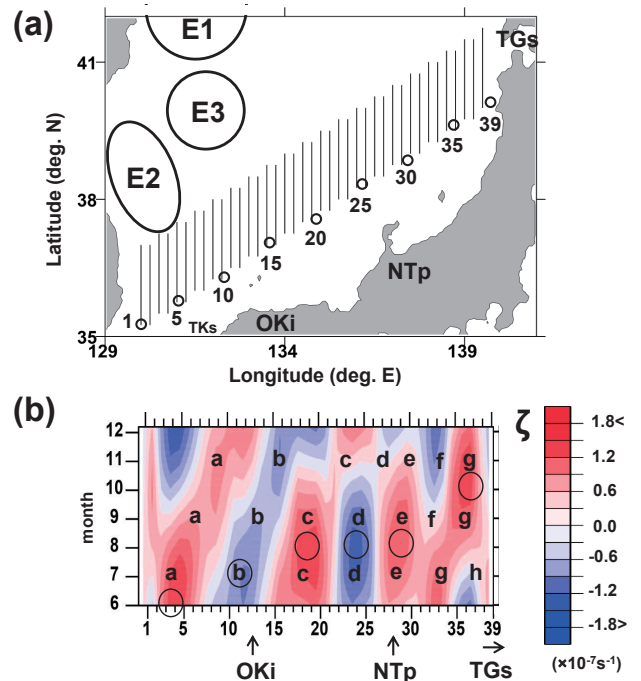 (a)
E1
TGs
41
E3
39
35
E2
30
38
25
20
15
NTp
10
5
1
TKs
OKi
35
129
134
139
Latitude (deg. N)
Longitude (deg. E)
(b)
ζ
12
a b c d e f g
1.8<
10
1.2
a b c d e f g
0.6
month
0.0
8
-0.6
a b c d e g h
-1.2
6
-1.8>
1 5 10 15 20 25 30 35 39
(×10-7s-1)
OKi
NTp
TGs